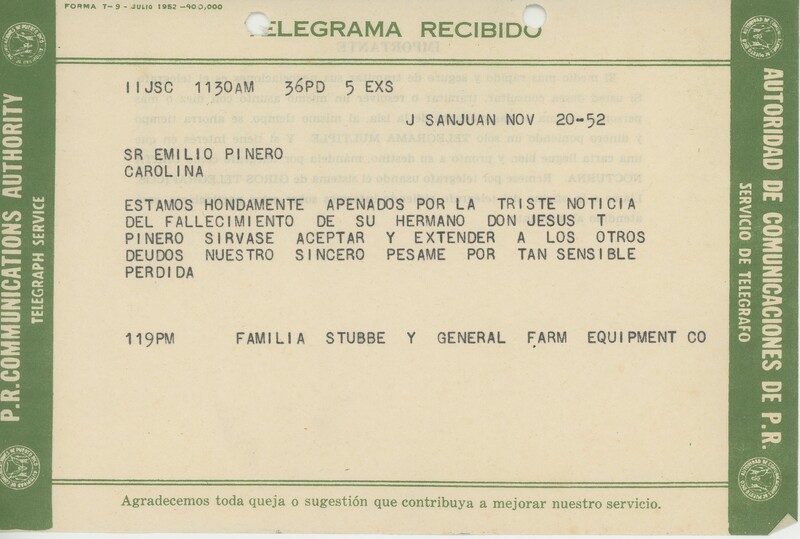 FORMA T-9 - JULIO 1952 -400,000
TELEGRAMA RECIBIDO
11JSC 1130AM 36PD 5 EXS
J SANJUAN NOV 20-52
SR EMILIO PINERO
CAROLINA
ESTAMOS HONDAMENTE APENADOS POR LA TRISTE NOTICIA
DEL FALLECIMIENTO DE SU HERMANO DON JESUS T
PINERO SIRVASE ACEPTAR Y EXTENDER A LOS OTROS
DEUDOS NUESTRO SINCERO PESAME POR TAN SENSIBLE
PERDIDA
119PM FAMILIA STUBBE Y GENERAL FARM EQUIPMENT CO
Agradecemos toda queja o sugestión que contribuya a mejorar nuestro servicio.
P.R. COMMUNICATIONS AUTHORITY
TELEGRAPH SERVICE
AUTORIDAD DE COMUNICACIONES DE P.R.
SERVICIO DE TELEGRAFO